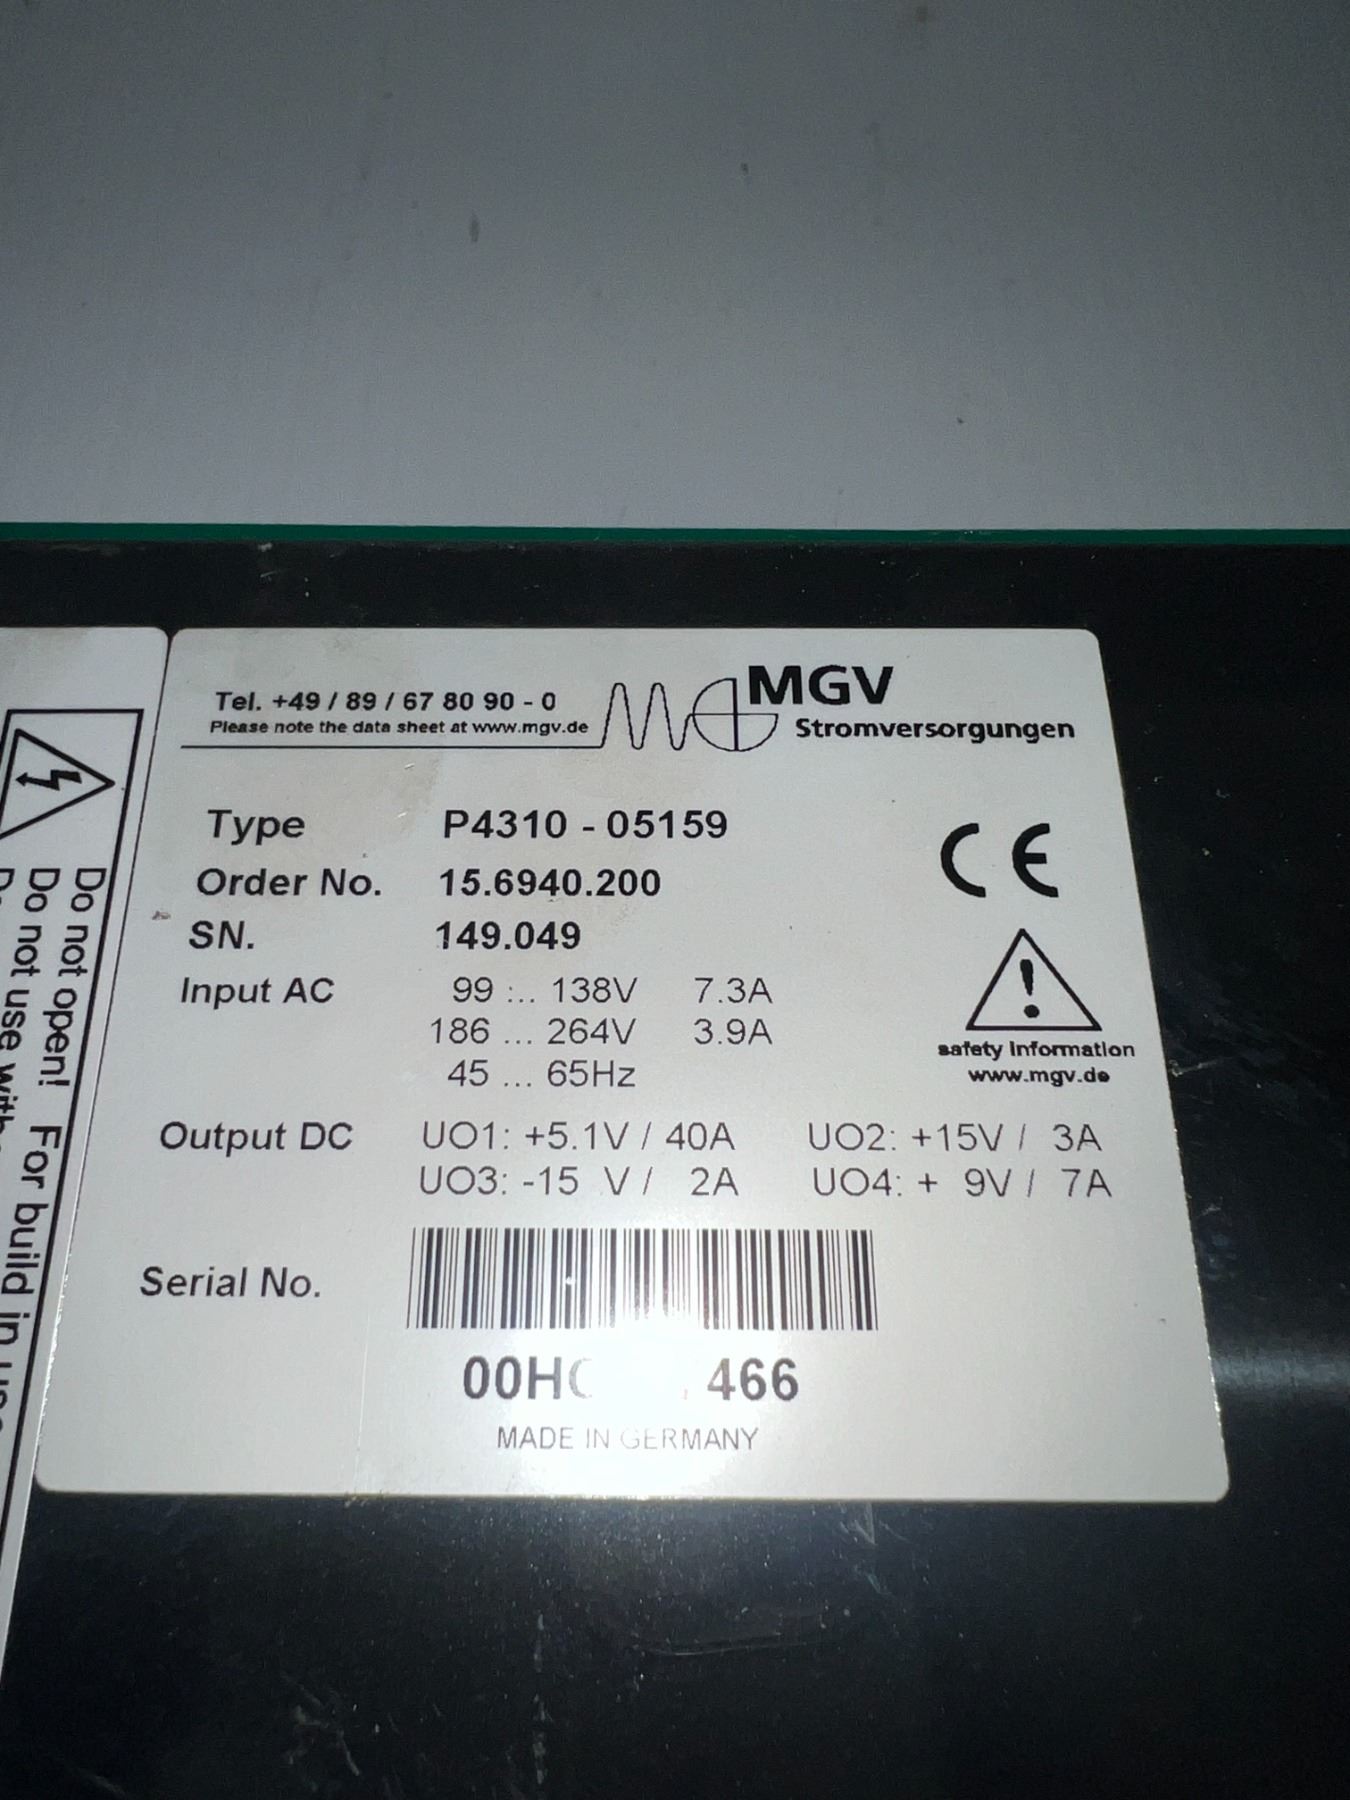 Tel. +49 / 89 / 67 80 90 - 0
Please note the data sheet at www.mgv.de
MGV
Stromversorgungen
Type P4310 - 05159
Order No. 15.6940.200
SN. 149.049
Input AC 99 ... 138V 7.3A
186 ... 264V 3.9A
45 ... 65Hz
CE
safety information
www.mgv.de
Output DC UO1: +5.1V / 40A UO2: +15V / 3A
UO3: -15 V / 2A UO4: + 9V / 7A
Serial No.
466
MADE IN GERMANY
Do not open! For build in
Do not use